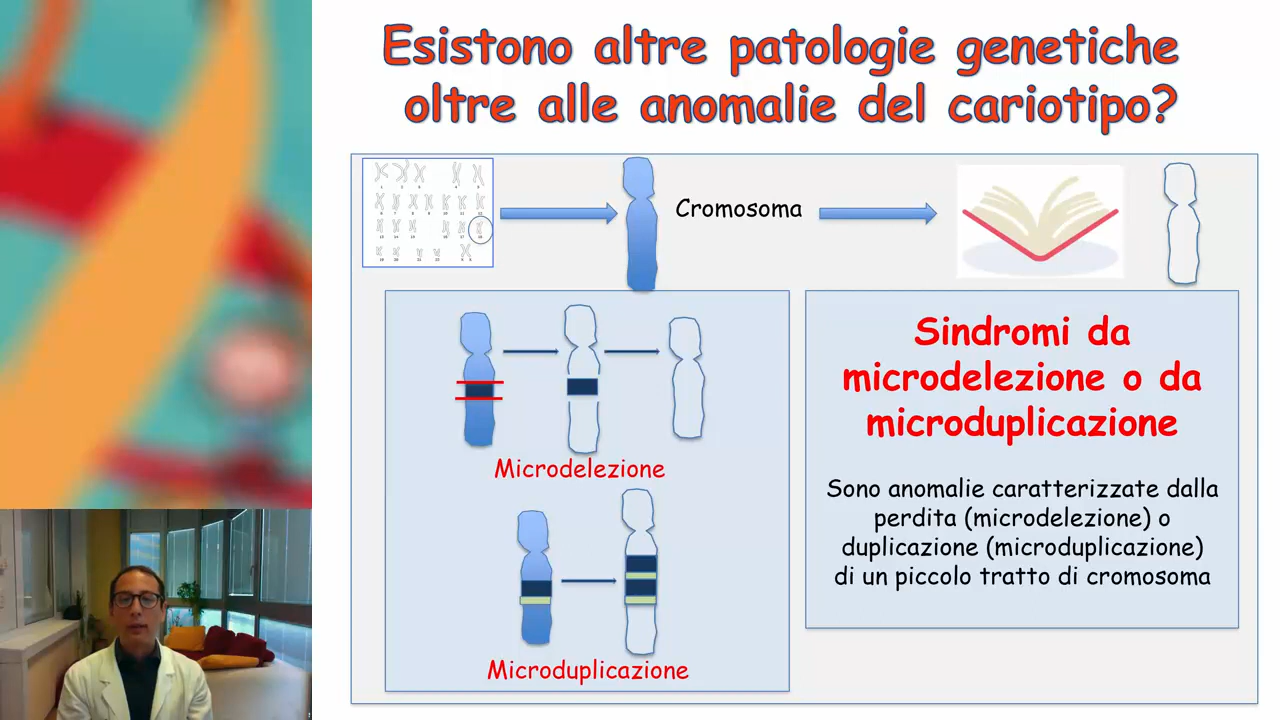 Esistono altre patologie genetiche
oltre alle anomalie del cariotipo?
Cromosoma
Microdelezione
Microduplicazione
Sindromi da
microdelezione o da
microduplicazione
Sono anomalie caratterizzate dalla
perdita (microdelezione) o
duplicazione (microduplicazione)
di un piccolo tratto di cromosoma